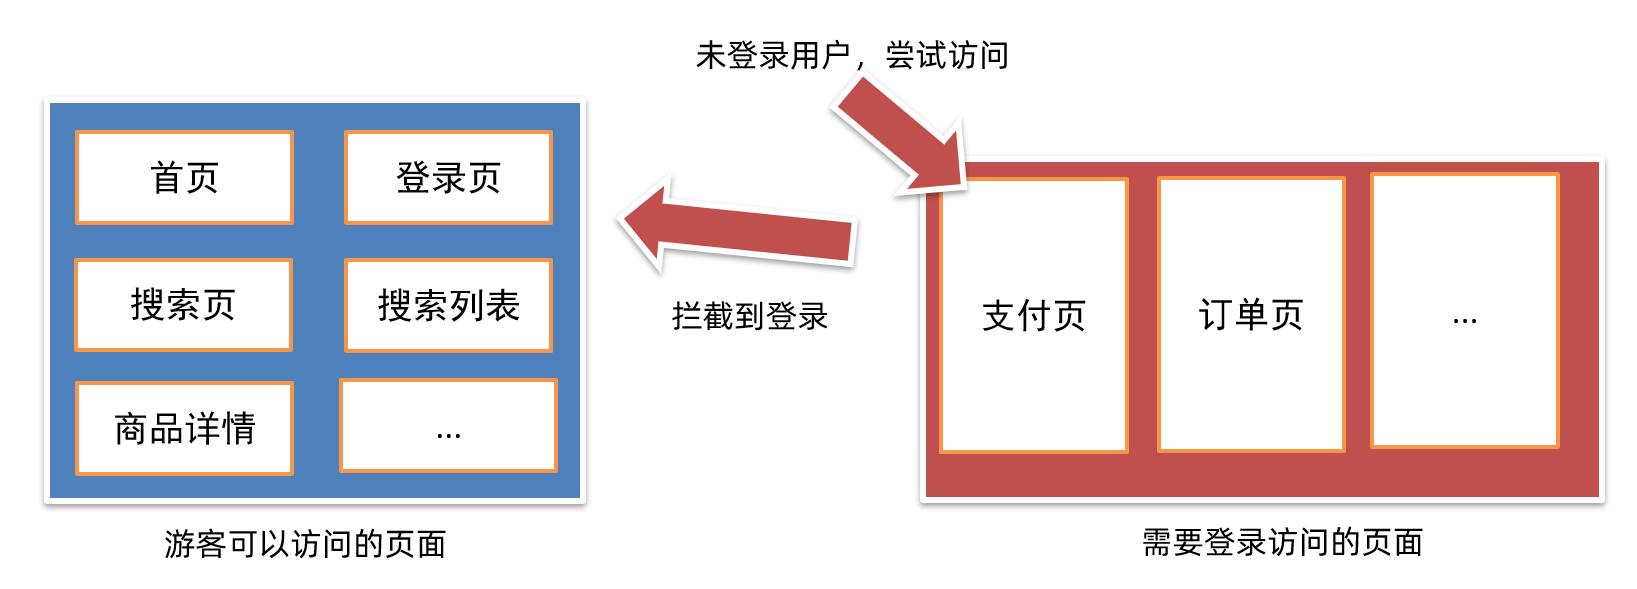 未登录用户，尝试访问
首页
登录页
搜索页
搜索列表
商品详情
...
游客可以访问的页面
拦截到登录
支付页
订单页
...
需要登录访问的页面